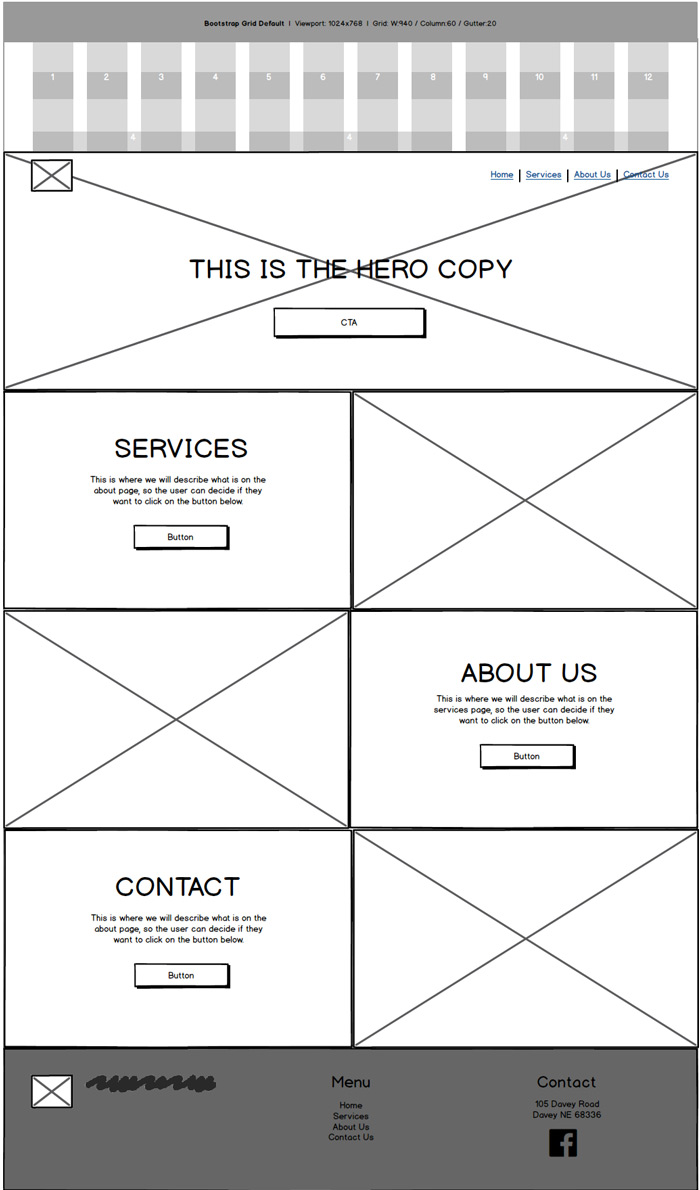 Bootstrap Grid Default | Viewport: 1024x768 | Grid: W:940 / Column:60 / Gutter:20
1 2 3 4 5 6 7 8 9 10 11 12
4 4 4
Home | Services | About Us | Contact Us
THIS IS THE HERO COPY
CTA
SERVICES
This is where we will describe what is on the
about page, so the user can decide if they
want to click on the button below.
Button
ABOUT US
This is where we will describe what is on the
services page, so the user can decide if they
want to click on the button below.
Button
CONTACT
This is where we will describe what is on the
about page, so the user can decide if they
want to click on the button below.
Button
Menu
Home
Services
About Us
Contact Us
Contact
105 Davey Road
Davey NE 68336